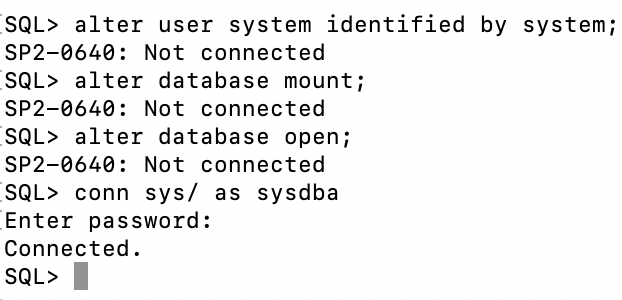 SQL> alter user system identified by system;
SP2-0640: Not connected
SQL> alter database mount;
SP2-0640: Not connected
SQL> alter database open;
SP2-0640: Not connected
SQL> conn sys/ as sysdba
Enter password:
Connected.
SQL>